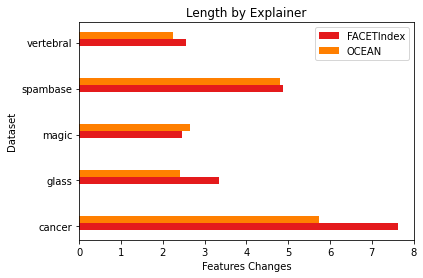 Length by Explainer
FACETIndex
OCEAN
Dataset
vertebral
spambase
magic
glass
cancer
0 1 2 3 4 5 6 7 8
Features Changes